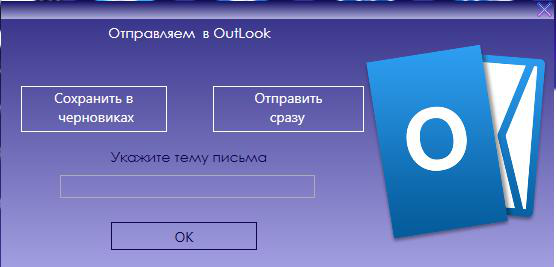 Отправляем в OutLook
Сохранить в
черновиках
Отправить
сразу
Укажите тему письма
OK
O